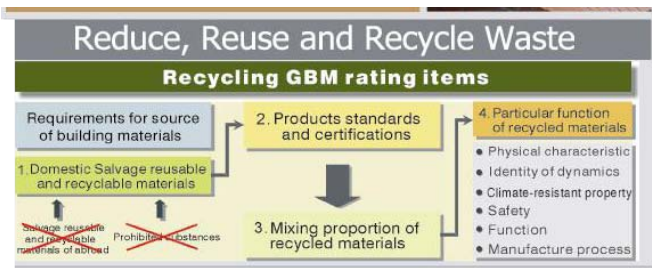 Reduce, Reuse and Recycle Waste
Recycling GBM rating items
Requirements for source
of building materials
1.Domestic Salvage reusable
and recyclable materials
Salvage reusable
and recyclable
materials of abroad
Prohibited substances
2.Products standards
and certifications
3.Mixing proportion of
recycled materials
4.Particular function
of recycled materials
• Physical characteristic
• Identity of dynamics
• Climate-resistant property
• Safety
• Function
• Manufacture process